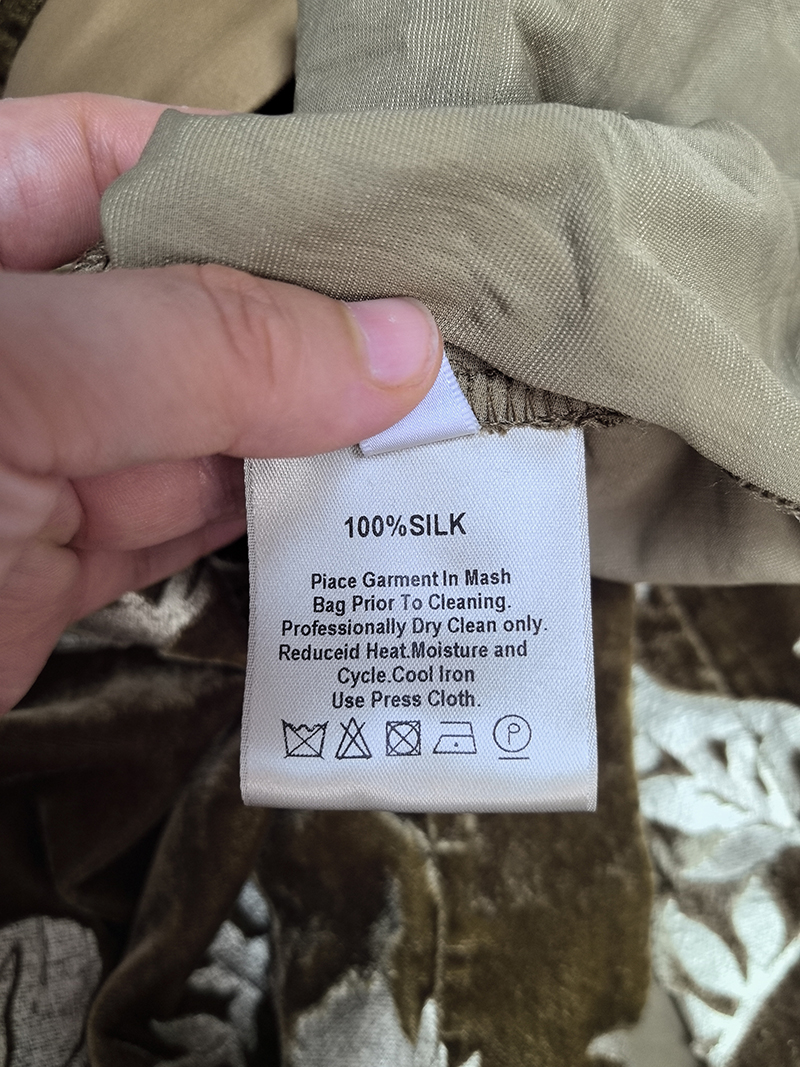 100%SILK
Piace Garment In Mash
Bag Prior To Cleaning.
Professionally Dry Clean only.
Reduceid Heat.Moisture and
Cycle.Cool Iron
Use Press Cloth.
P